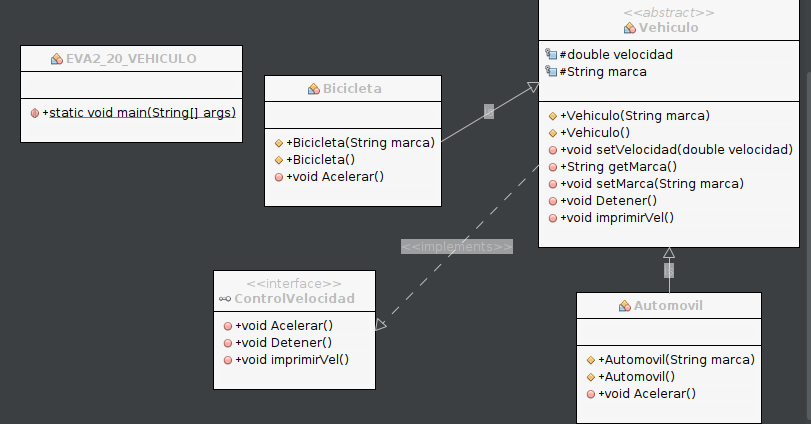 EVA2_20_VEHICULO
+static void main(String[] args)
Bicicleta
+Bicicleta(String marca)
+Bicicleta()
+void Acelerar()
<<abstract>>
Vehiculo
#double velocidad
#String marca
+Vehiculo(String marca)
+Vehiculo()
+void setVelocidad(double velocidad)
+String getMarca()
+void setMarca(String marca)
+void Detener()
+void imprimirVel()
<<implements>>
<<interface>>
ControlVelocidad
+void Acelerar()
+void Detener()
+void imprimirVel()
Automovil
+Automovil(String marca)
+Automovil()
+void Acelerar()